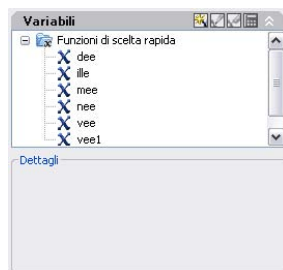 Variabili
Funzioni di scelta rapida
dee
ille
mee
nee
vee
vee1
Dettagli